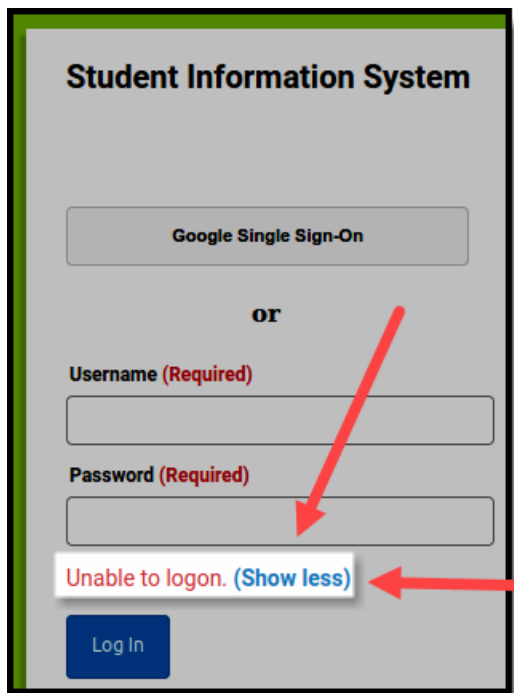 Student Information System
Google Single Sign-On
or
Username (Required)
Password (Required)
Unable to logon. (Show less)
Log In